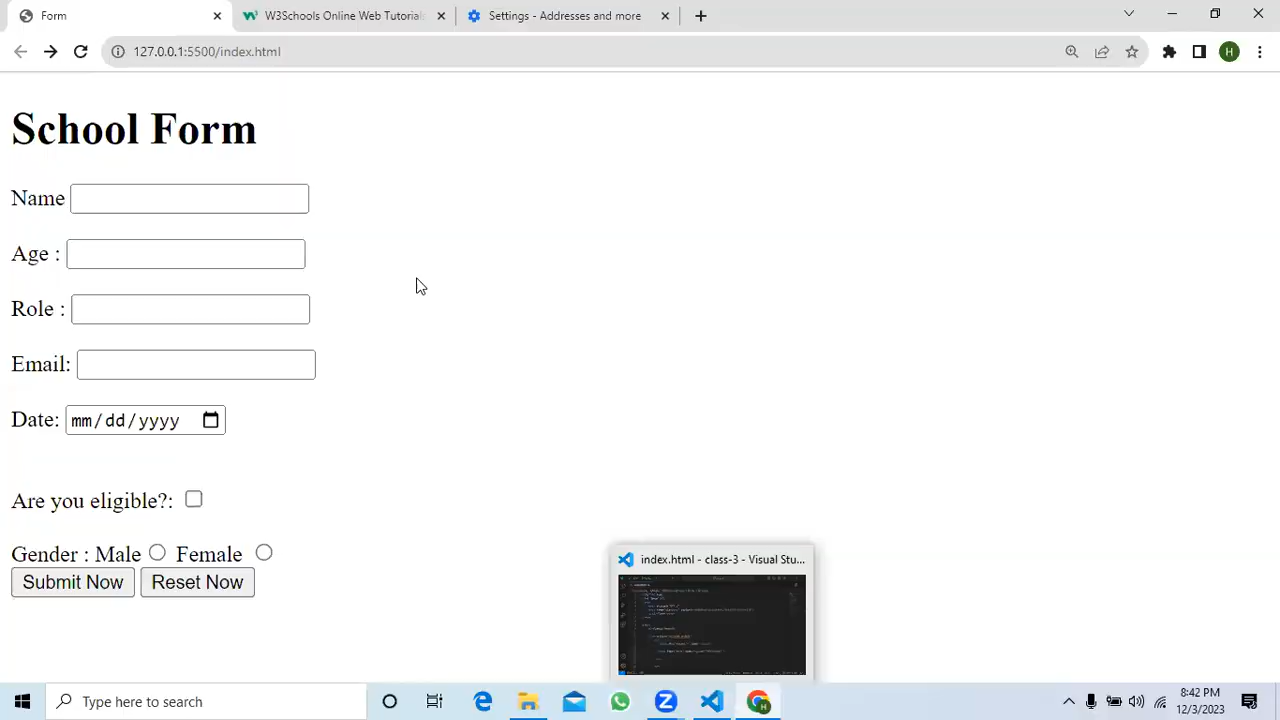 Form
W3Schools Online Web Tutorials
Settings - Addresses and more
127.0.0.1:5500/index.html
H
School Form
Name
Age :
Role :
Email:
Date: mm/dd/yyyy
Are you eligible?:
Gender : Male Female
Submit Now Reset Now
index.html - class-3 - Visual Stu...
Type here to search
8:42 PM
12/3/2023